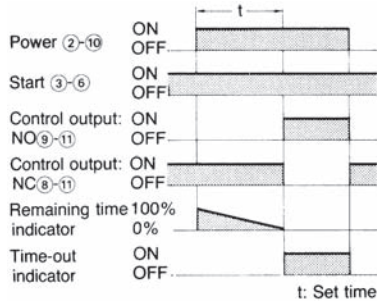 t
Power ②-⑩ ON
OFF
Start ③-⑥ ON
OFF
Control output: ON
NO⑨-⑪ OFF
Control output: ON
NC⑧-⑪ OFF
Remaining time 100%
indicator 0%
Time-out ON
indicator OFF
t: Set time